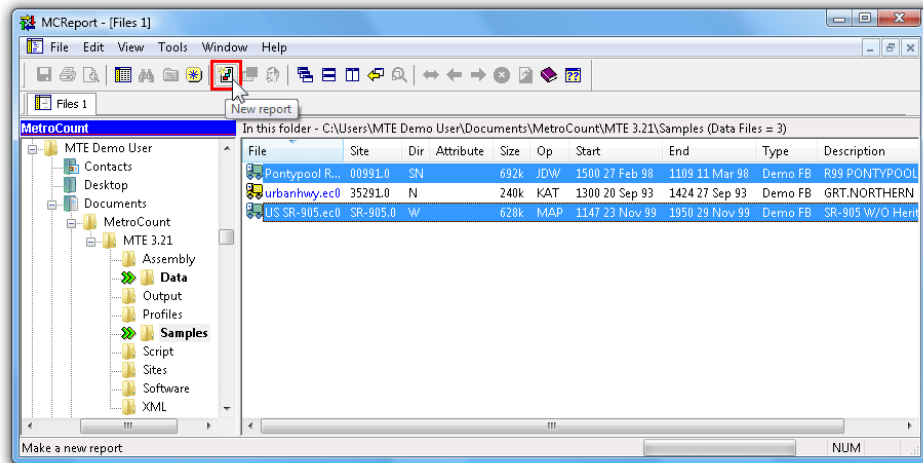 MCReport - [Files 1]
File Edit View Tools Window Help
Files 1
New report
MetroCount
In this folder - C:\Users\MTE Demo User\Documents\MetroCount\MTE 3.21\Samples (Data Files = 3)
MTE Demo User
Contacts
Desktop
Documents
MetroCount
MTE 3.21
Assembly
Data
Output
Profiles
Samples
Script
Sites
Software
XML
File Site Dir Attribute Size Op Start End Type Description
Pontypool R... 00991.0 SN 692k JDW 1500 27 Feb 98 1109 11 Mar 98 Demo FB R99 PONTYPOOL
urbanhwy.ec0 35291.0 N 240k KAT 1300 20 Sep 93 1424 27 Sep 93 Demo FB GRT.NORTHERN
US SR-905.ec0 SR-905.0 W 628k MAP 1147 23 Nov 99 1950 29 Nov 99 Demo FB SR-905 W/O Herit
Make a new report
NUM